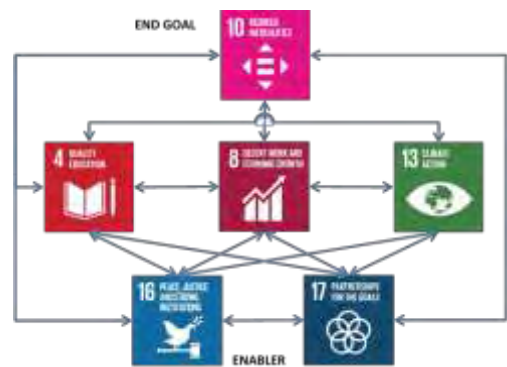 END GOAL
10 REDUCED
INEQUALITIES
4 QUALITY
EDUCATION
8 DECENT WORK AND
ECONOMIC GROWTH
13 CLIMATE
ACTION
16 PEACE, JUSTICE
AND STRONG
INSTITUTIONS
17 PARTNERSHIPS
FOR THE GOALS
ENABLER